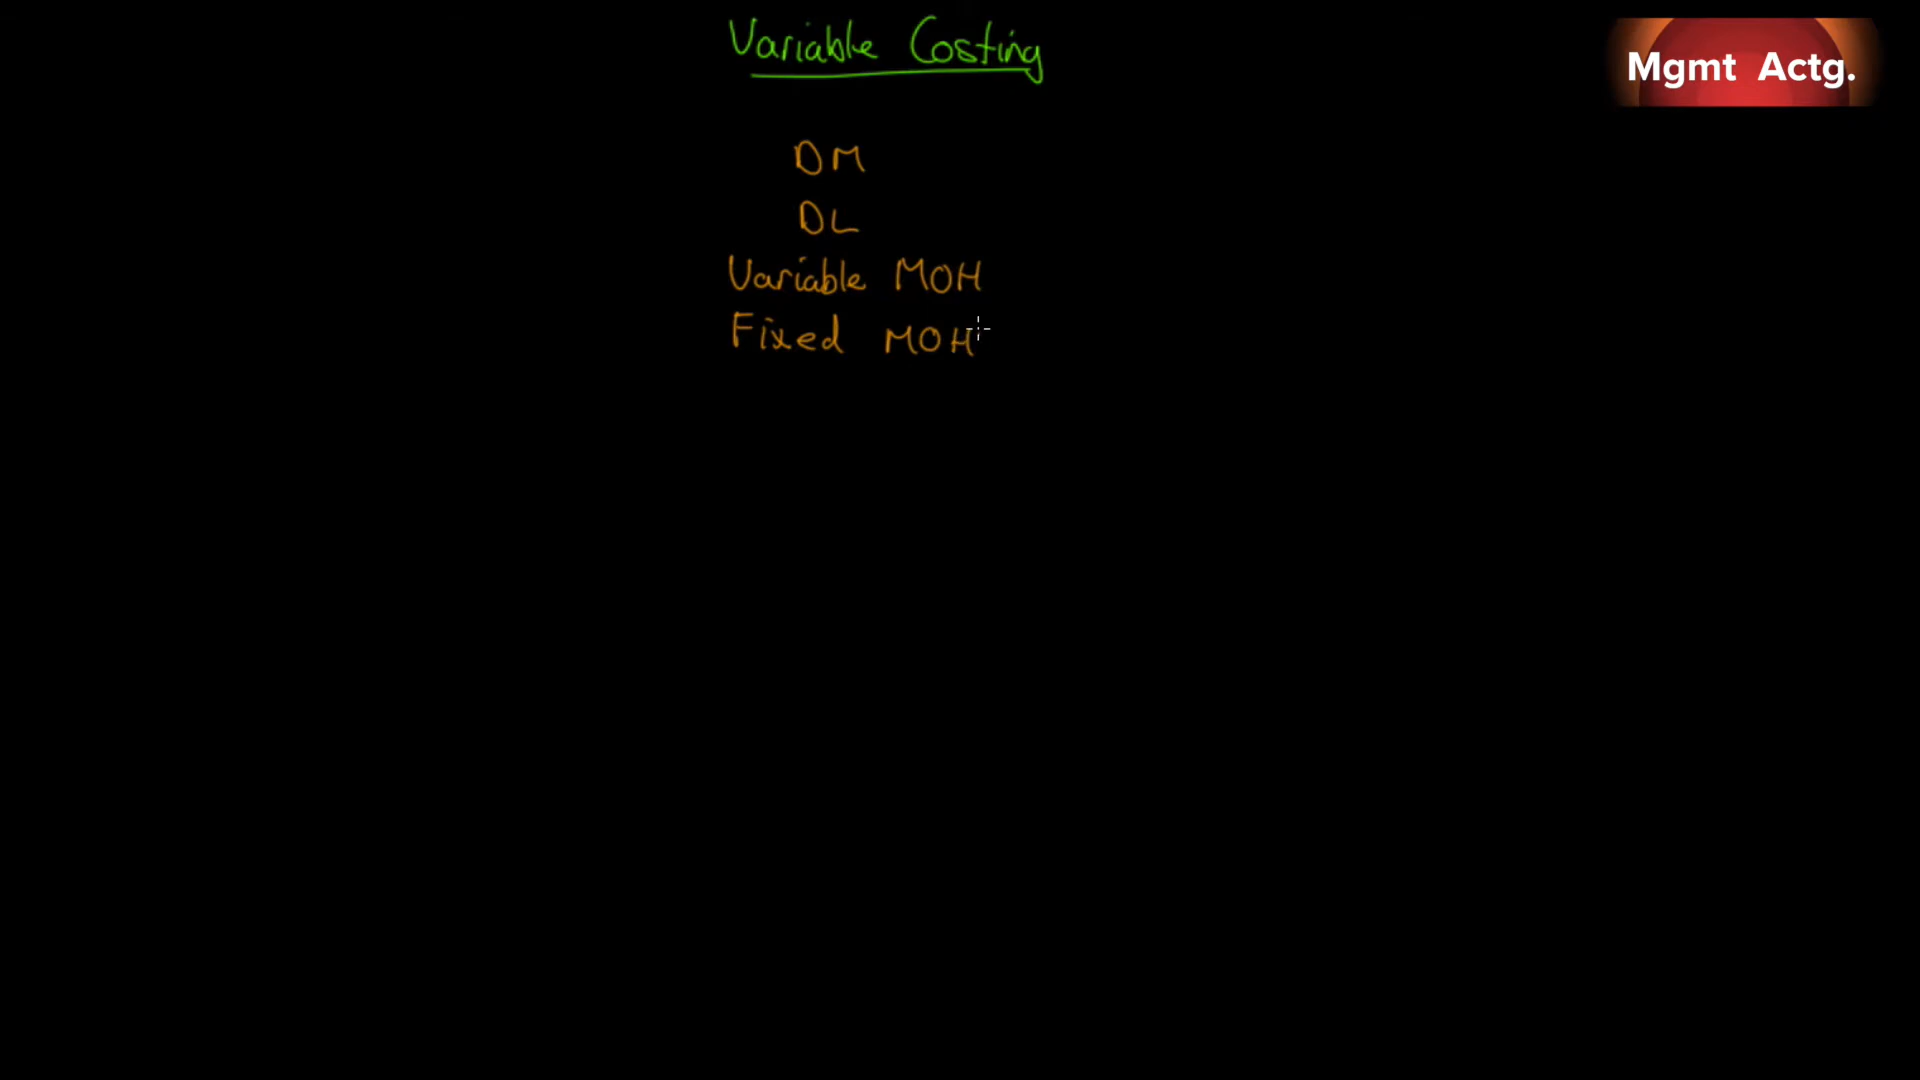 Variable Costing
Mgmt Actg.
DM
DL
Variable MOH
Fixed MOH